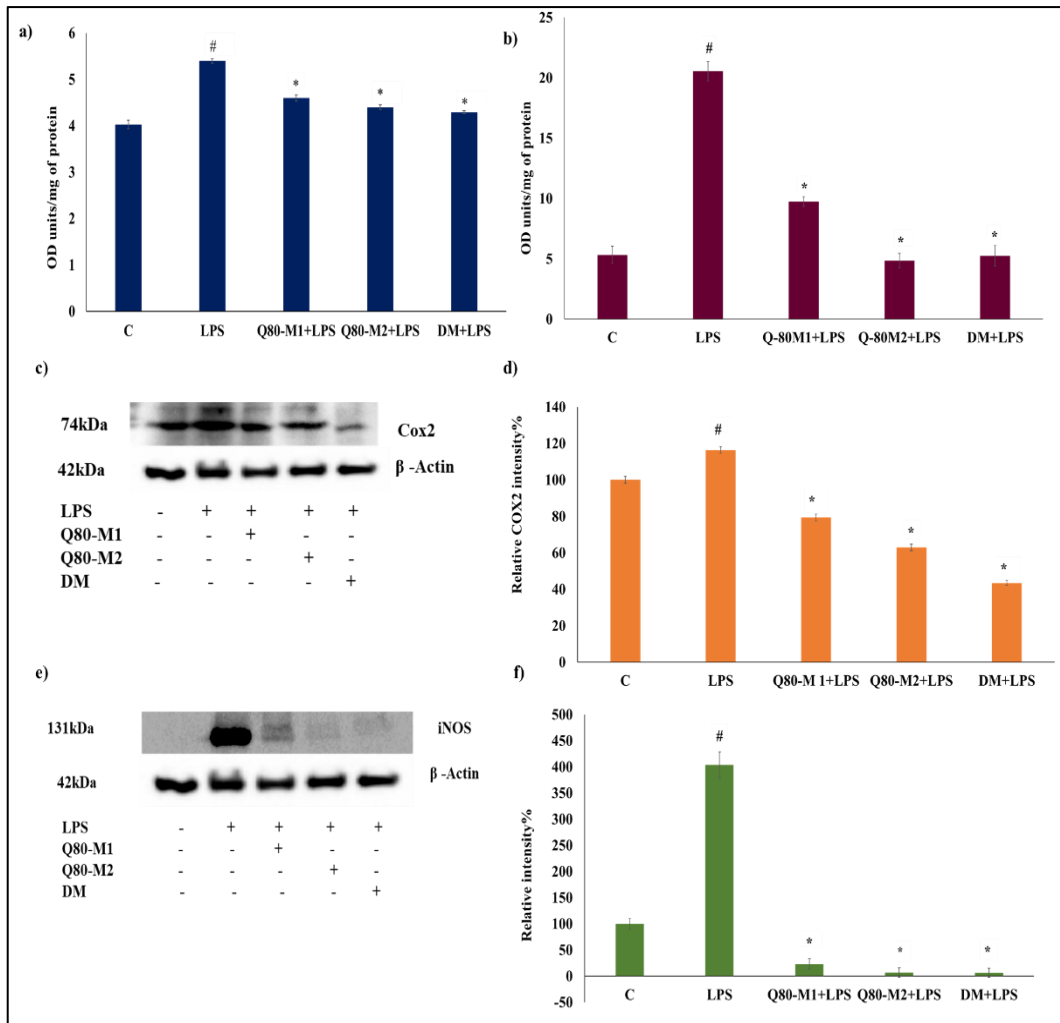 a)
OD units/mg of protein
6
5
4
3
2
1
0
#
*
*
*
C LPS Q80-M1+LPS Q80-M2+LPS DM+LPS
b)
OD units/mg of protein
25
20
15
10
5
0
#
*
*
*
C LPS Q-80M1+LPS Q-80M2+LPS DM+LPS
c)
74kDa Cox2
42kDa β -Actin
LPS - + + + +
Q80-M1 - - + - -
Q80-M2 - - - + -
DM - - - - +
d)
Relative COX2 intensity%
140
120
100
80
60
40
20
0
#
*
*
*
C LPS Q80-M 1+LPS Q80-M2+LPS DM+LPS
e)
131kDa iNOS
42kDa β -Actin
LPS - + + + +
Q80-M1 - - + - -
Q80-M2 - - - + -
DM - - - - +
f)
Relative intensity%
500
450
400
350
300
250
200
150
100
50
0
-50
#
*
*
*
C LPS Q80-M1+LPS Q80-M2+LPS DM+LPS